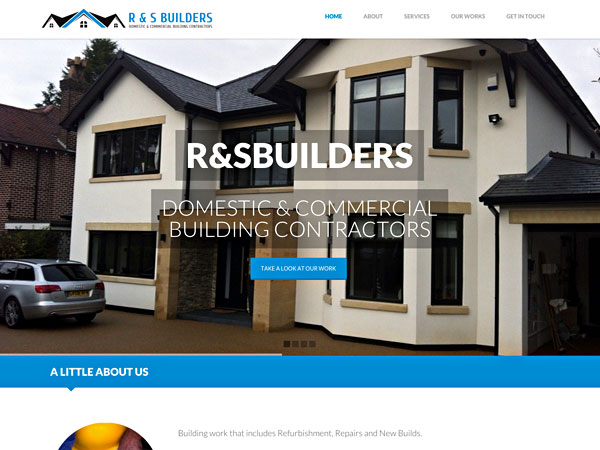 R & S BUILDERS
DOMESTIC & COMMERCIAL BUILDING CONTRACTORS
HOME ABOUT SERVICES OUR WORKS GET IN TOUCH
R&SBUILDERS
DOMESTIC & COMMERCIAL
BUILDING CONTRACTORS
TAKE A LOOK AT OUR WORK
A LITTLE ABOUT US
Building work that includes Refurbishment, Repairs and New Builds.